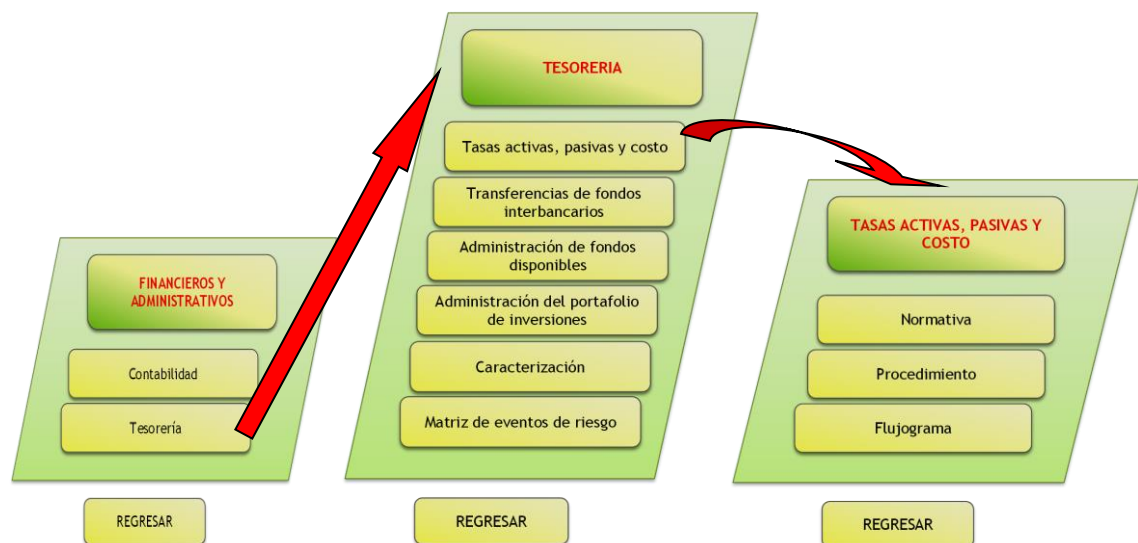 FINANCIEROS Y
ADMINISTRATIVOS
Contabilidad
Tesorería
REGRESAR
TESORERIA
Tasas activas, pasivas y costo
Transferencias de fondos
interbancarios
Administración de fondos
disponibles
Administración del portafolio
de inversiones
Caracterización
Matriz de eventos de riesgo
REGRESAR
TASAS ACTIVAS, PASIVAS Y
COSTO
Normativa
Procedimiento
Flujograma
REGRESAR